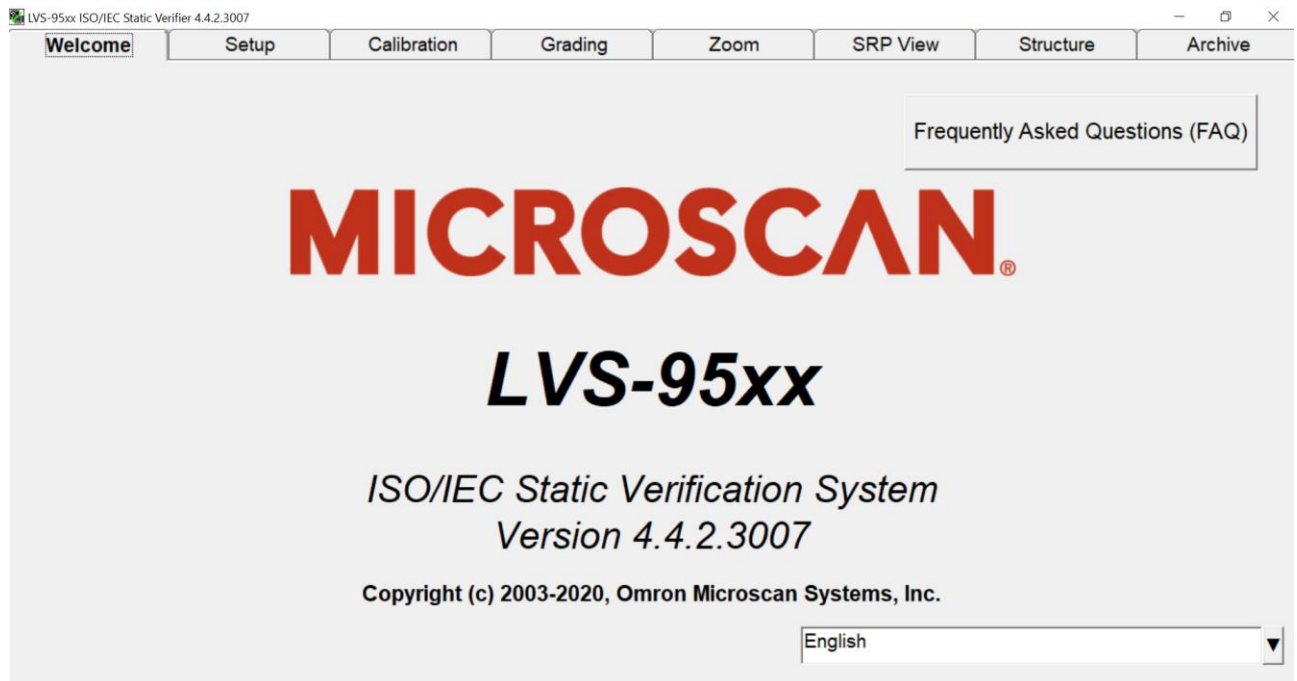 LVS-95xx ISO/IEC Static Verifier 4.4.2.3007
Welcome Setup Calibration Grading Zoom SRP View Structure Archive
Frequently Asked Questions (FAQ)
MICROSCAN®
LVS-95xx
ISO/IEC Static Verification System
Version 4.4.2.3007
Copyright (c) 2003-2020, Omron Microscan Systems, Inc.
English